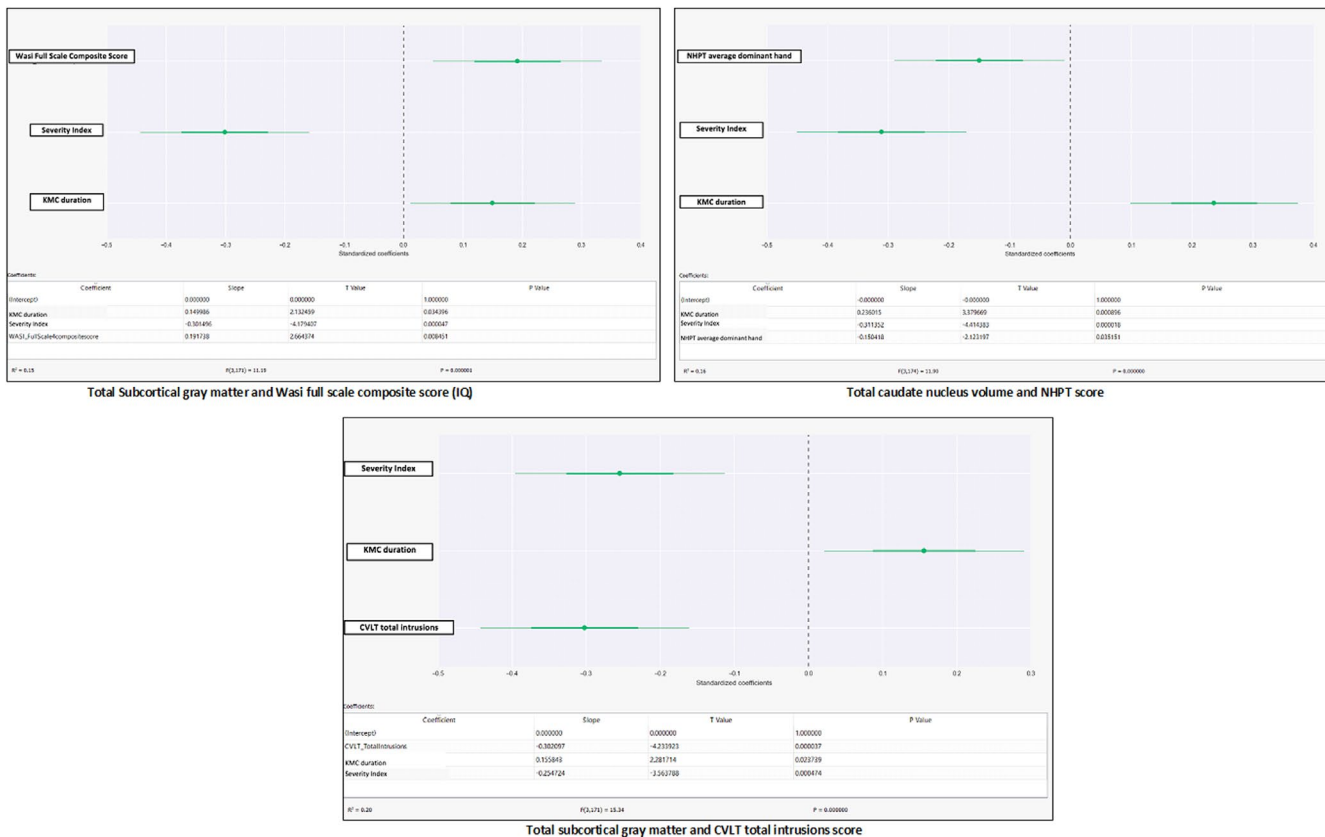 Wasi Full Scale Composite Score
Severity Index
KMC duration
−0.5 −0.4 −0.3 −0.2 −0.1 0.0 0.1 0.2 0.3 0.4
Standardized coefficients
Coefficients:
Coefficient Slope T Value P Value
(Intercept) 0.000000 0.000000 1.000000
KMC duration 0.149986 2.132459 0.034396
Severity Index -0.301496 -4.179407 0.000047
WASI_FullScale4compositescore 0.191738 2.664374 0.008451
R² = 0.15 F(3,171) = 11.18 P = 0.000001
Total Subcortical gray matter and Wasi full scale composite score (IQ)
NHPT average dominant hand
Severity Index
KMC duration
−0.5 −0.4 −0.3 −0.2 −0.1 0.0 0.1 0.2 0.3 0.4
Standardized coefficients
Coefficients:
Coefficient Slope T Value P Value
(Intercept) -0.000000 -0.000000 1.000000
KMC duration 0.236015 3.379669 0.000896
Severity Index -0.311352 -4.414383 0.000018
NHPT average dominant hand -0.150418 -2.123197 0.035151
R² = 0.16 F(3,174) = 11.90 P = 0.000000
Total caudate nucleus volume and NHPT score
Severity Index
KMC duration
CVLT total intrusions
−0.5 −0.4 −0.3 −0.2 −0.1 0.0 0.1 0.2 0.3
Standardized coefficients
Coefficients:
Coefficient Slope T Value P Value
(Intercept) 0.000000 0.000000 1.000000
CVLT_TotalIntrusions -0.302097 -4.233923 0.000037
KMC duration 0.155843 2.281714 0.023739
Severity Index -0.254724 -3.563788 0.000474
R² = 0.20 F(3,171) = 15.34 P = 0.000000
Total subcortical gray matter and CVLT total intrusions score